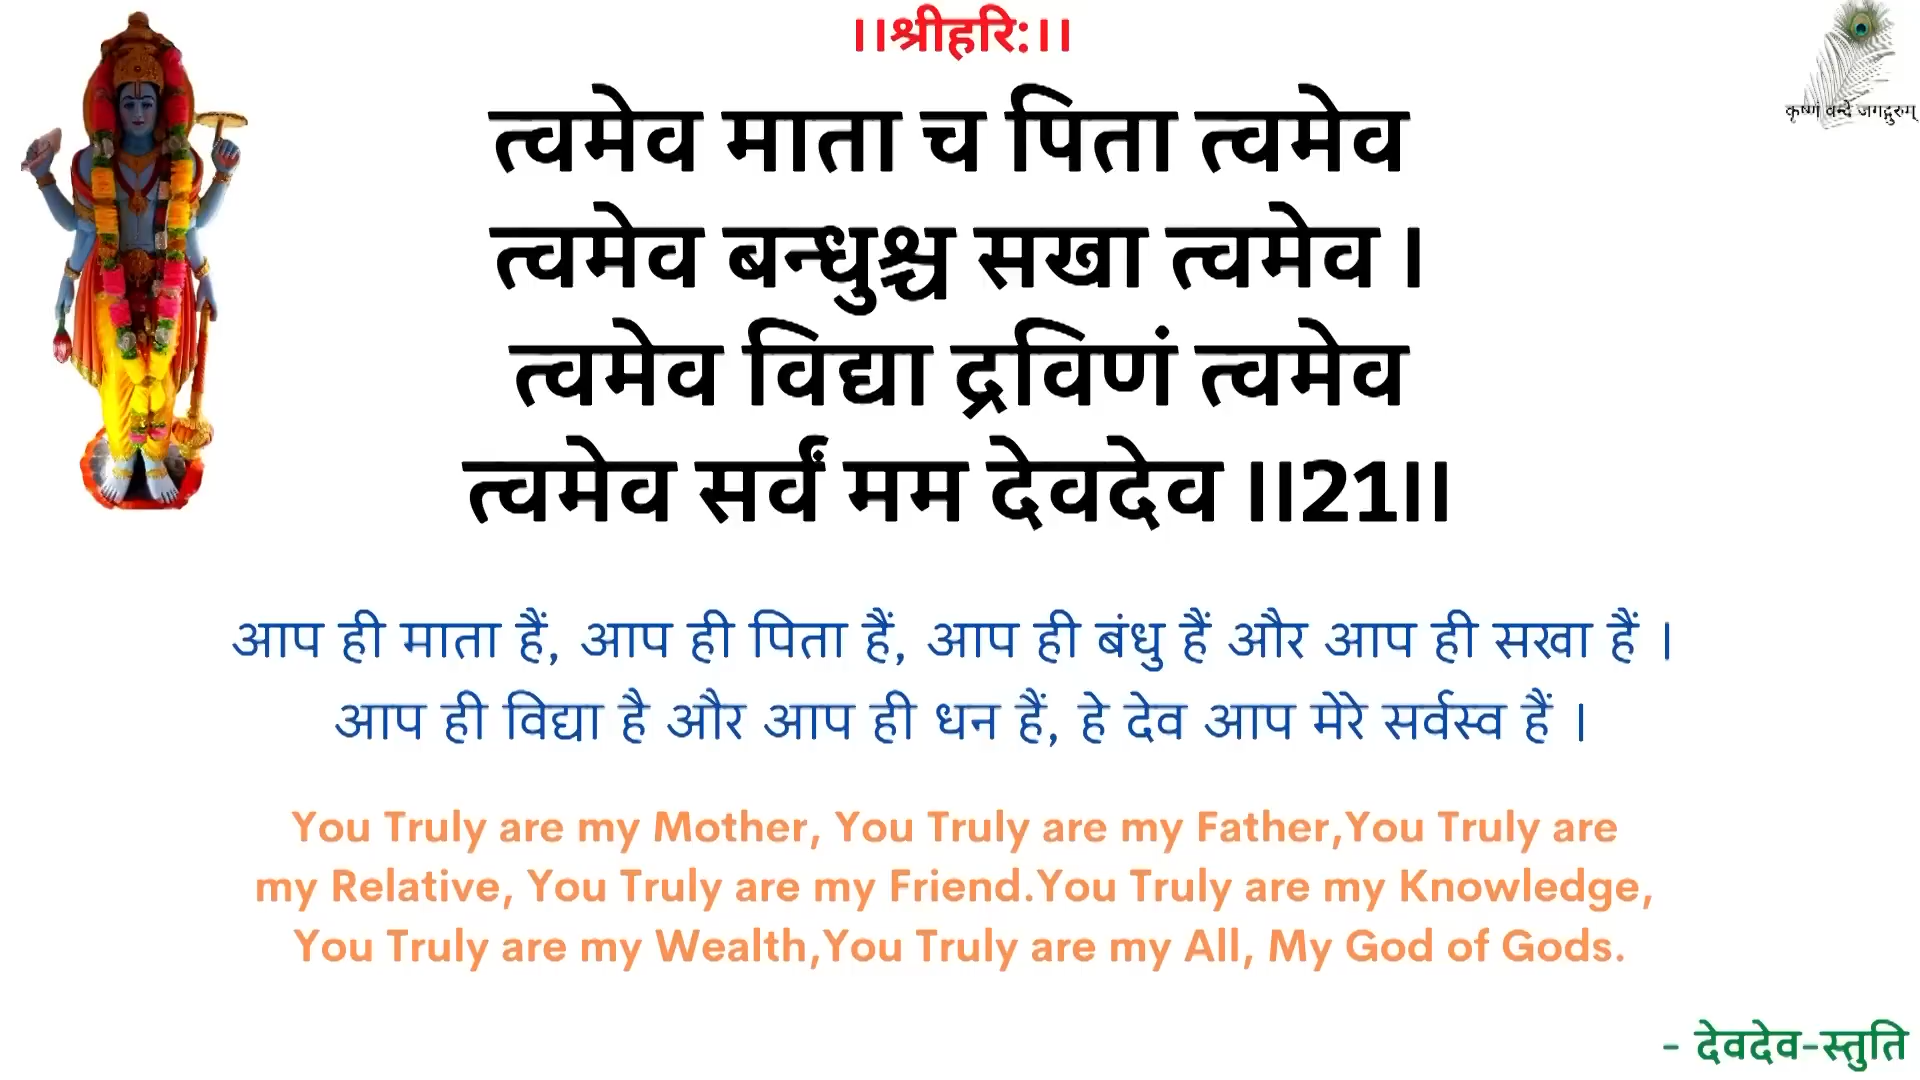 ।।श्रीहरि:।।
कृष्णं वन्दे जगद्गुरुम्
त्वमेव माता च पिता त्वमेव
त्वमेव बन्धुश्च सखा त्वमेव ।
त्वमेव विद्या द्रविणं त्वमेव
त्वमेव सर्वं मम देवदेव ।।21।।
आप ही माता हैं, आप ही पिता हैं, आप ही बंधु हैं और आप ही सखा हैं ।
आप ही विद्या है और आप ही धन हैं, हे देव आप मेरे सर्वस्व हैं ।
You Truly are my Mother, You Truly are my Father,You Truly are
my Relative, You Truly are my Friend.You Truly are my Knowledge,
You Truly are my Wealth,You Truly are my All, My God of Gods.
- देवदेव-स्तुति